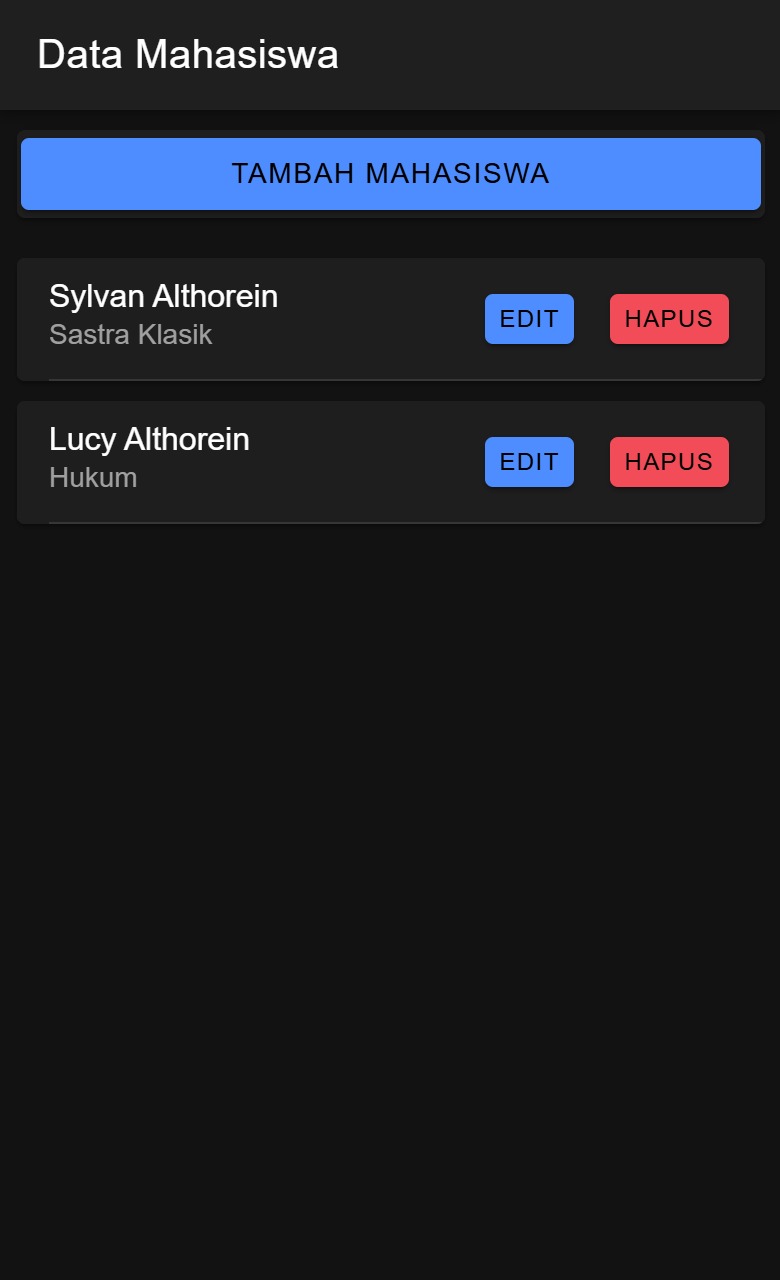 Data Mahasiswa
TAMBAH MAHASISWA
Sylvan Althorein
Sastra Klasik
EDIT
HAPUS
Lucy Althorein
Hukum
EDIT
HAPUS